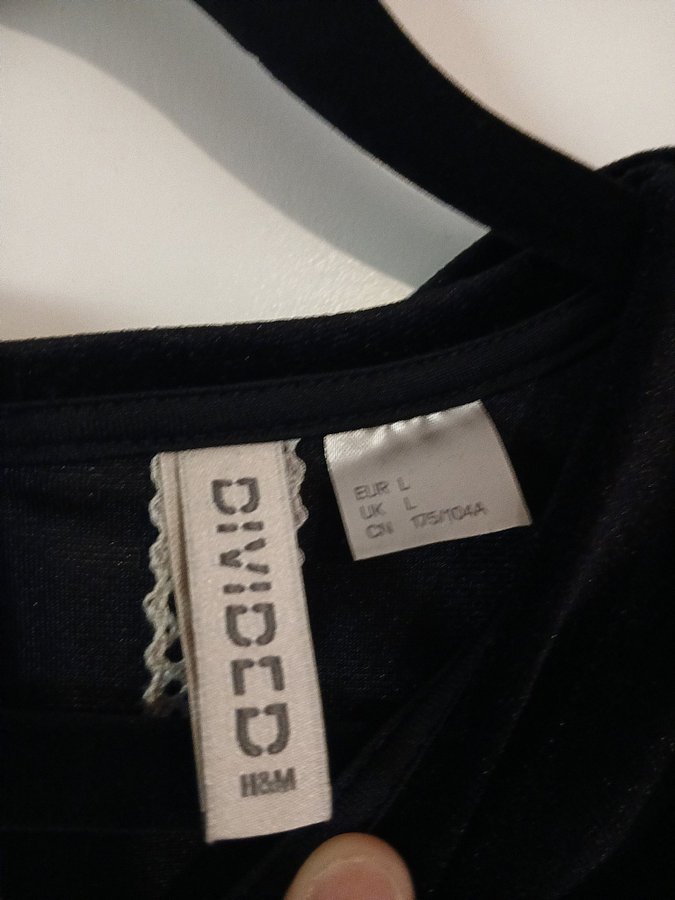 DIVIDED
H&M
EUR L
UK L
CN 175/104A